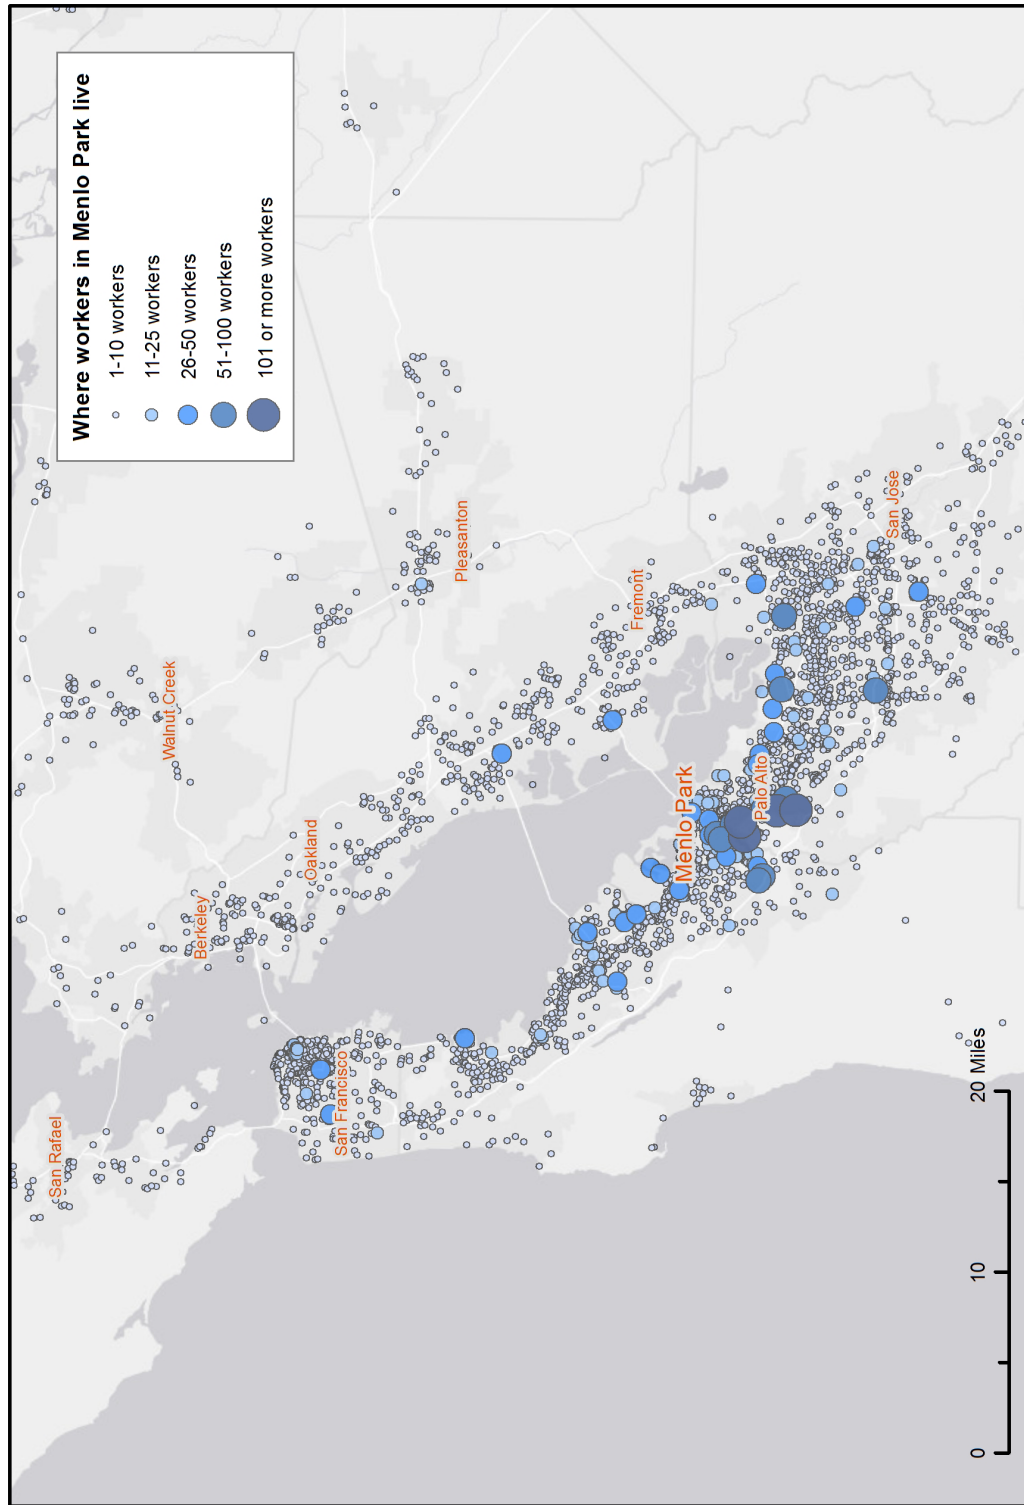 Where workers in Menlo Park live
1-10 workers
11-25 workers
26-50 workers
51-100 workers
101 or more workers
San Rafael
Walnut Creek
Berkeley
Oakland
San Francisco
Pleasanton
Fremont
Menlo Park
Palo Alto
San Jose
0
10
20 Miles